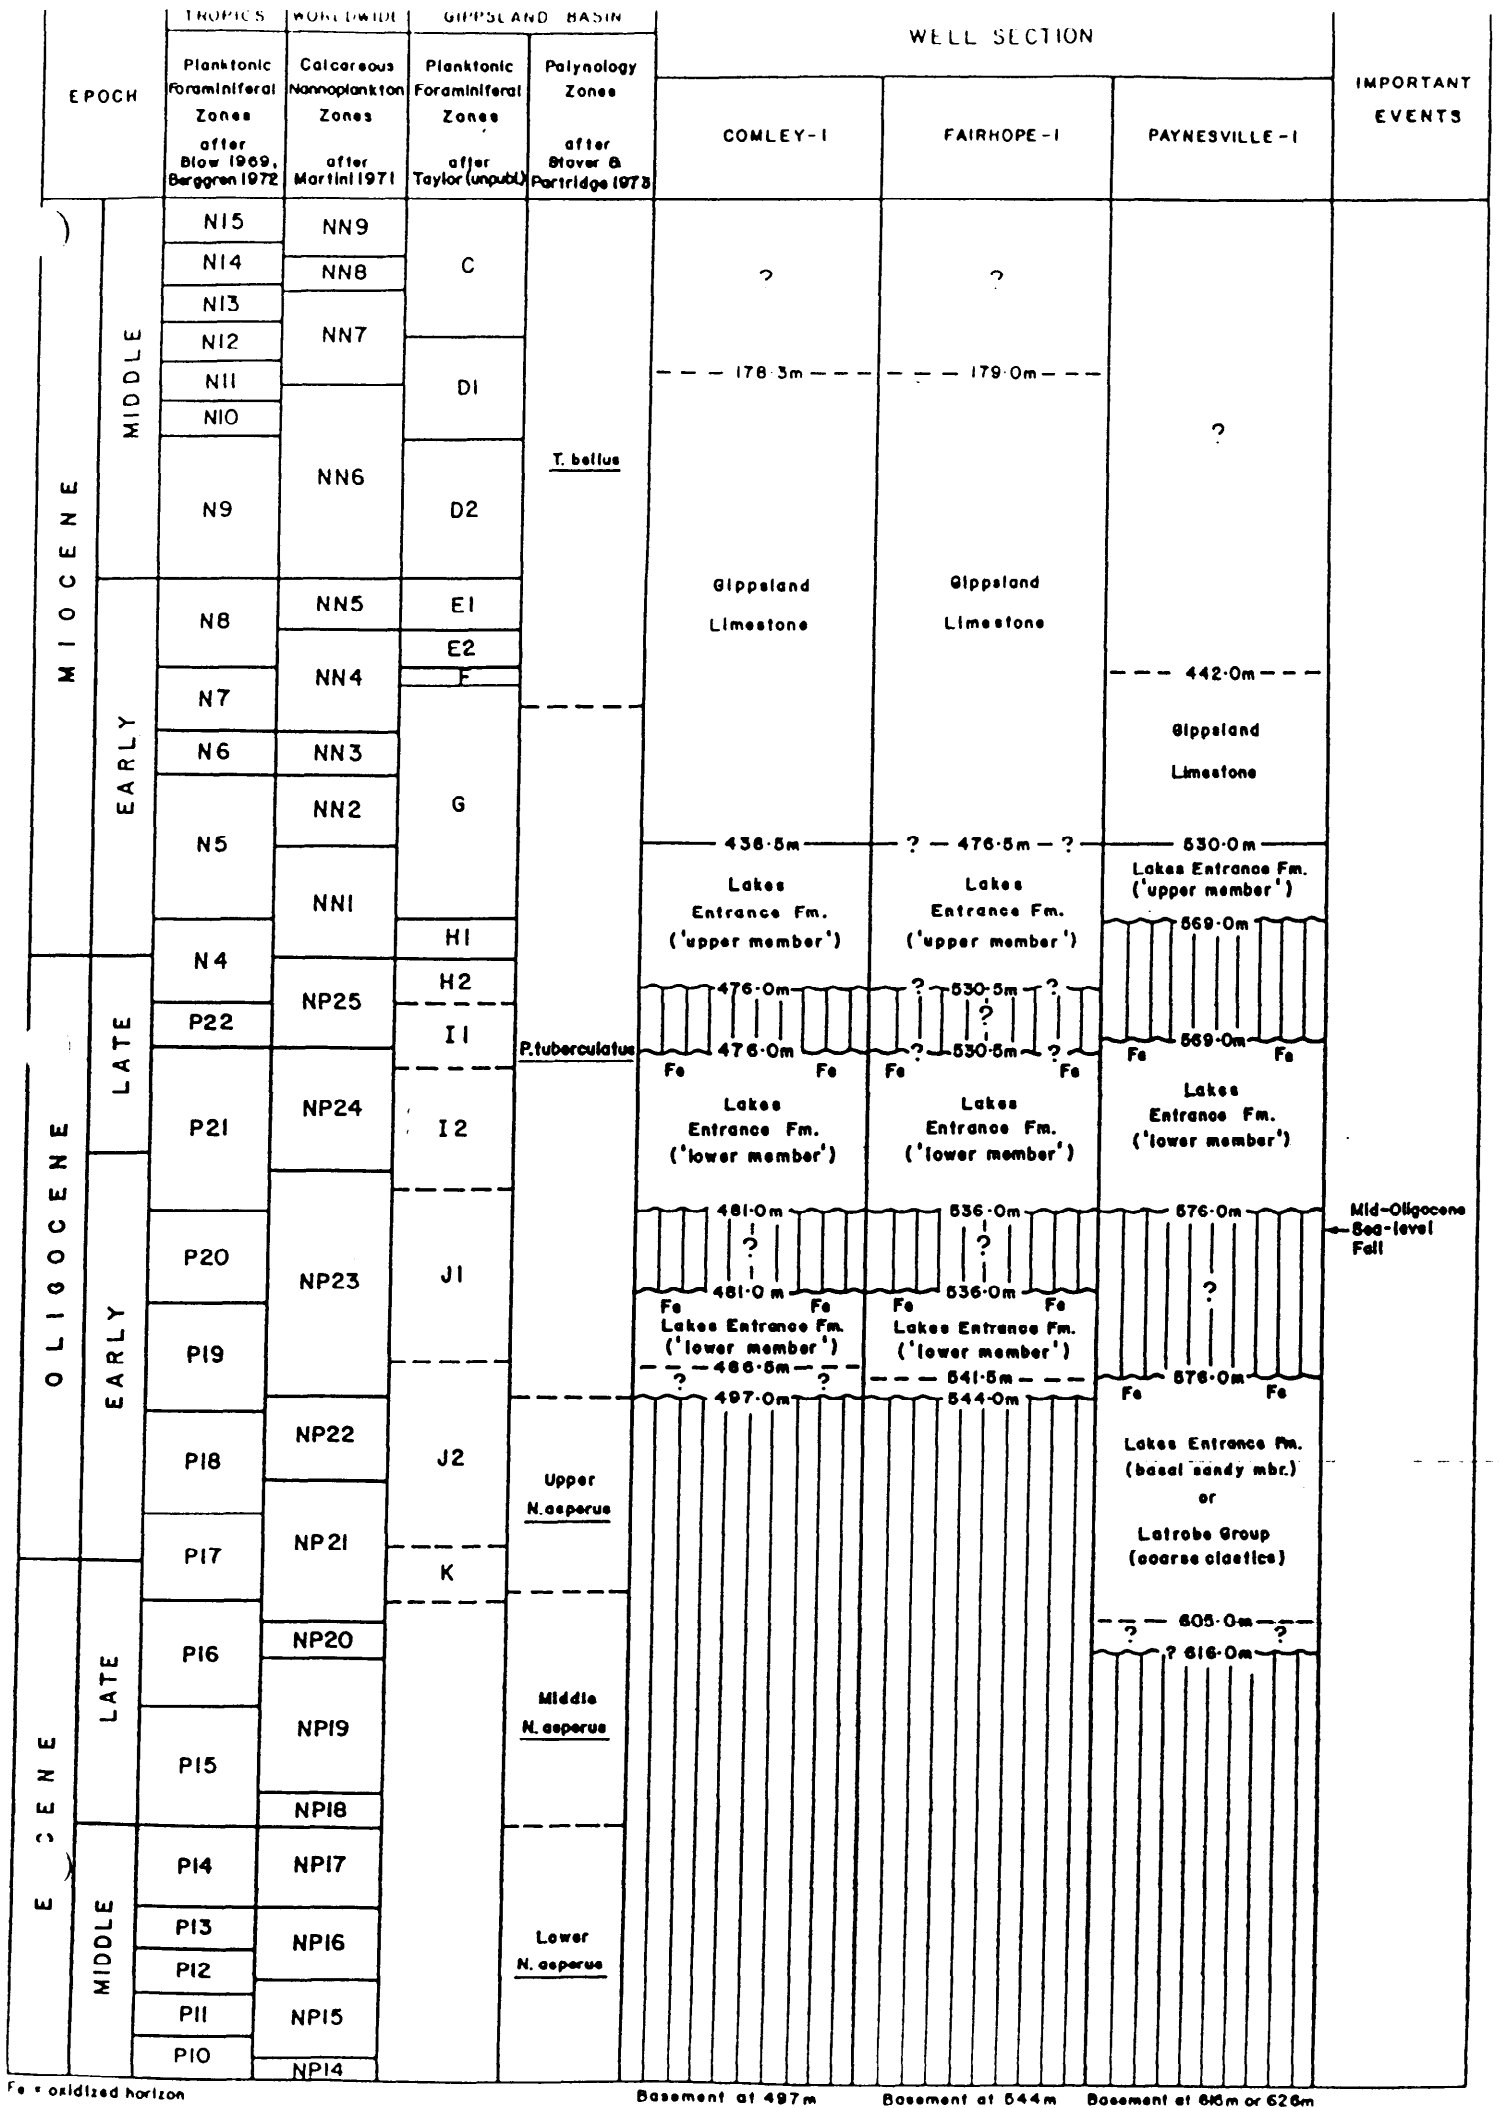 TROPICS
WORLDWIDE
GIPPSLAND BASIN
WELL SECTION
EPOCH
Planktonic
Foraminiferal
Zones
after
Blow 1969,
Berggren 1972
Calcareous
Nannoplankton
Zones
after
Martini 1971
Planktonic
Foraminiferal
Zones
after
Taylor (unpubl.)
Palynology
Zones
after
Stover &
Partridge 1973
COMLEY-1
FAIRHOPE-1
PAYNESVILLE-1
IMPORTANT
EVENTS
MIOCENE
MIDDLE
EARLY
OLIGOCENE
LATE
EARLY
LATE
MIDDLE
N15
N14
N13
N12
N11
N10
N9
N8
N7
N6
N5
N4
P22
P21
P20
P19
P18
P17
P16
P15
P14
P13
P12
P11
P10
NN9
NN8
NN7
NN6
NN5
NN4
NN3
NN2
NN1
NP25
NP24
NP23
NP22
NP21
NP20
NP19
NP18
NP17
NP16
NP15
NP14
C
D1
D2
E1
E2
F
G
H1
H2
I1
I2
J1
J2
K
T. bellus
P. tuberculatus
Upper
N. asperus
Middle
N. asperus
Lower
N. asperus
?
178·3m
Gippsland
Limestone
436·5m
Lakes
Entrance Fm.
('upper member')
476·0m
476·0m
Fe Fe
Lakes
Entrance Fm.
('lower member')
481·0m
?
481·0m
Fe Fe
Lakes Entrance Fm.
('lower member')
486·5m
? ?
497·0m
?
179·0m
Gippsland
Limestone
? 476·5m ?
Lakes
Entrance Fm.
('upper member')
? 530·5m ?
?
? 530·5m ?
Fe Fe
Lakes
Entrance Fm.
('lower member')
536·0m
?
536·0m
Fe Fe
Lakes Entrance Fm.
('lower member')
541·5m
544·0m
?
442·0m
Gippsland
Limestone
530·0m
Lakes Entrance Fm.
('upper member')
569·0m
569·0m
Fe Fe
Lakes
Entrance Fm.
('lower member')
576·0m
?
576·0m
Fe Fe
Lakes Entrance Fm.
(basal sandy mbr.)
or
Latrobe Group
(coarse clastics)
605·0m
? ?
? 616·0m
Mid-Oligocene
Sea-level
Fall
Fe = oxidized horizon
Basement at 497m
Basement at 544m
Basement at 616m or 626m